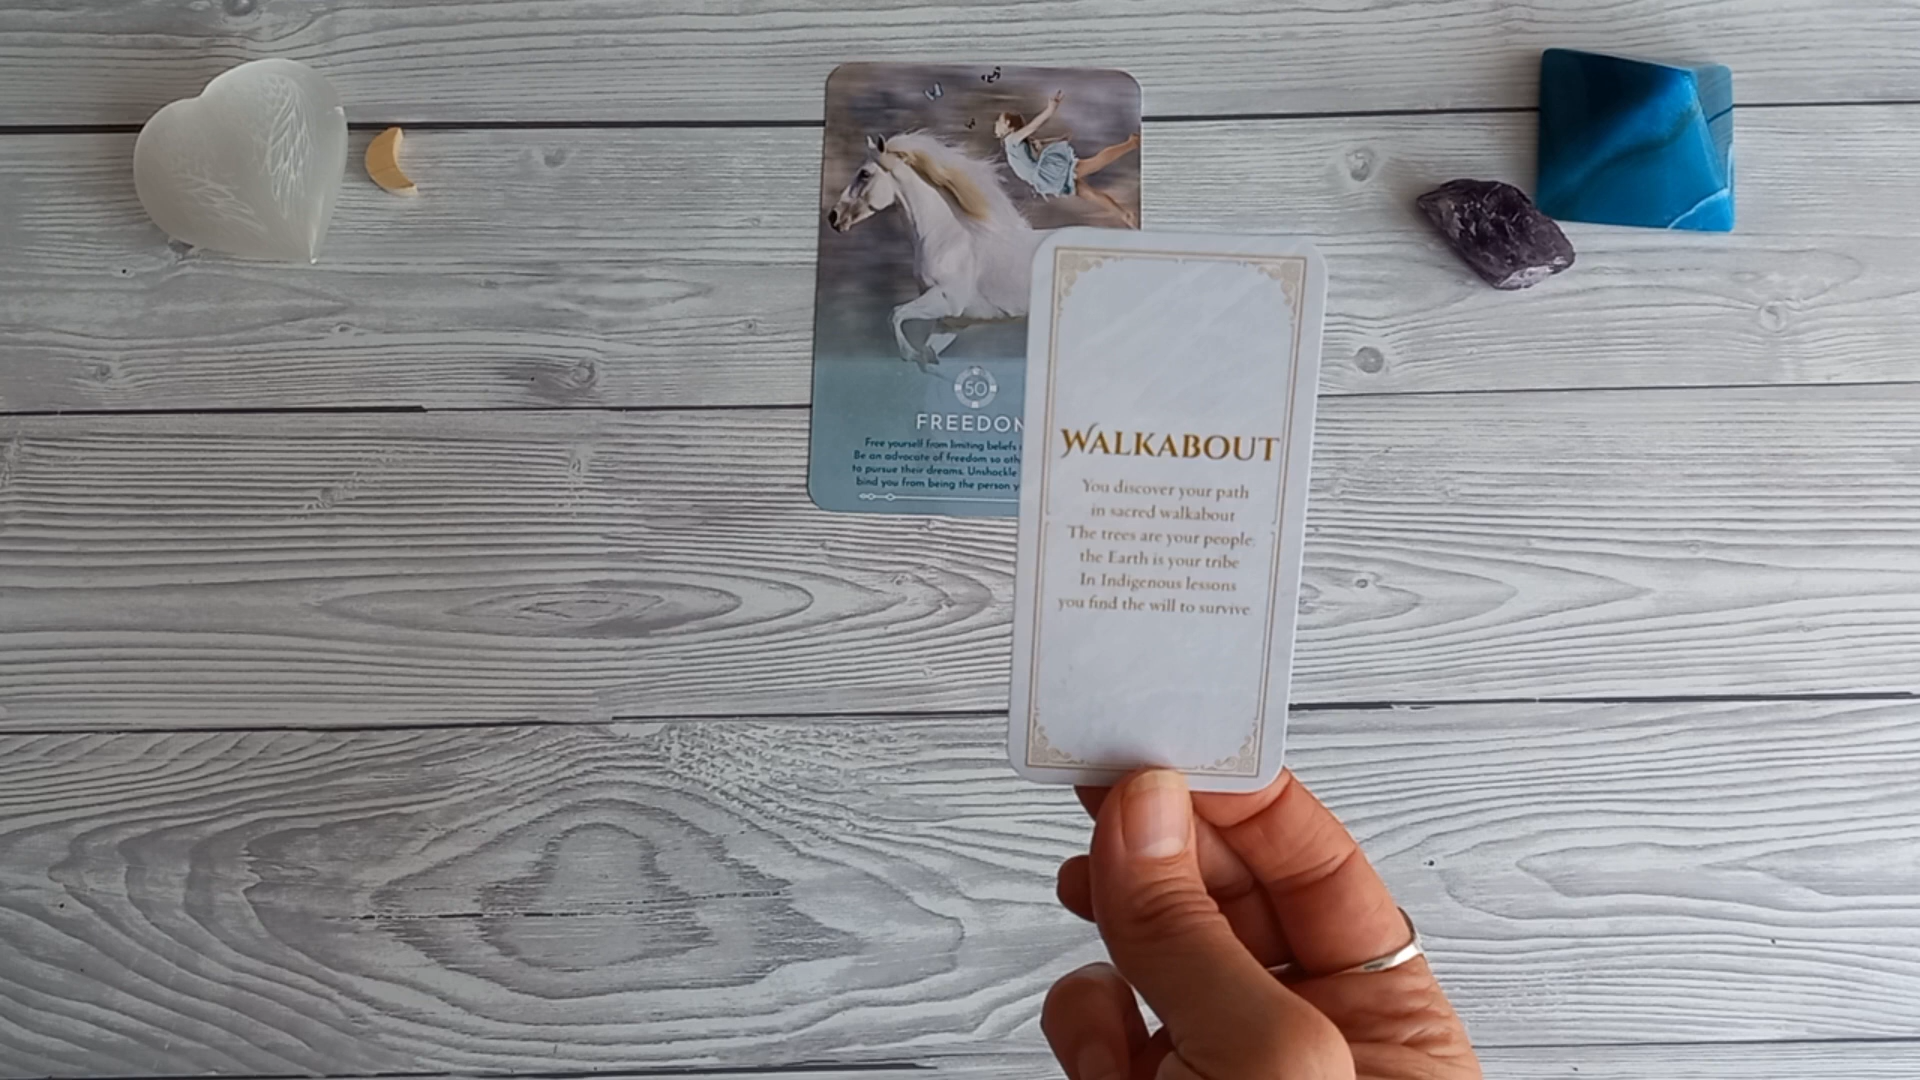 50
FREEDOM
Free yourself from limiting beliefs
Be an advocate of freedom so
to pursue their dreams. Unshackle
bind you from being the person
WALKABOUT
You discover your path
in sacred walkabout
The trees are your people,
the Earth is your tribe
In Indigenous lessons
you find the will to survive